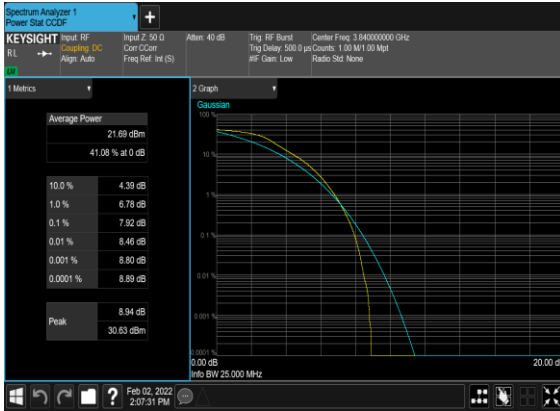 Spectrum Analyzer 1
Power Stat CCDF
KEYSIGHT
RL
Input: RF
Coupling: DC
Align: Auto
Input Z: 50 Ω
Corr CCorr
Freq Ref: Int (S)
Atten: 40 dB
Trig: RF Burst
Trig Delay: 500.0 µs
#IF Gain: Low
Center Freq: 3.840000000 GHz
Counts: 1.00 M/1.00 Mpt
Radio Std: None
1 Metrics
Average Power
21.69 dBm
41.08 % at 0 dB
10.0 % 4.39 dB
1.0 % 6.78 dB
0.1 % 7.92 dB
0.01 % 8.46 dB
0.001 % 8.80 dB
0.0001 % 8.89 dB
Peak 8.94 dB
30.63 dBm
2 Graph
Gaussian
100 %
10 %
1 %
0.1 %
0.01 %
0.001 %
0.0001 %
0.00 dB 20.00 d
Info BW 25.000 MHz
Feb 02, 2022
2:07:31 PM